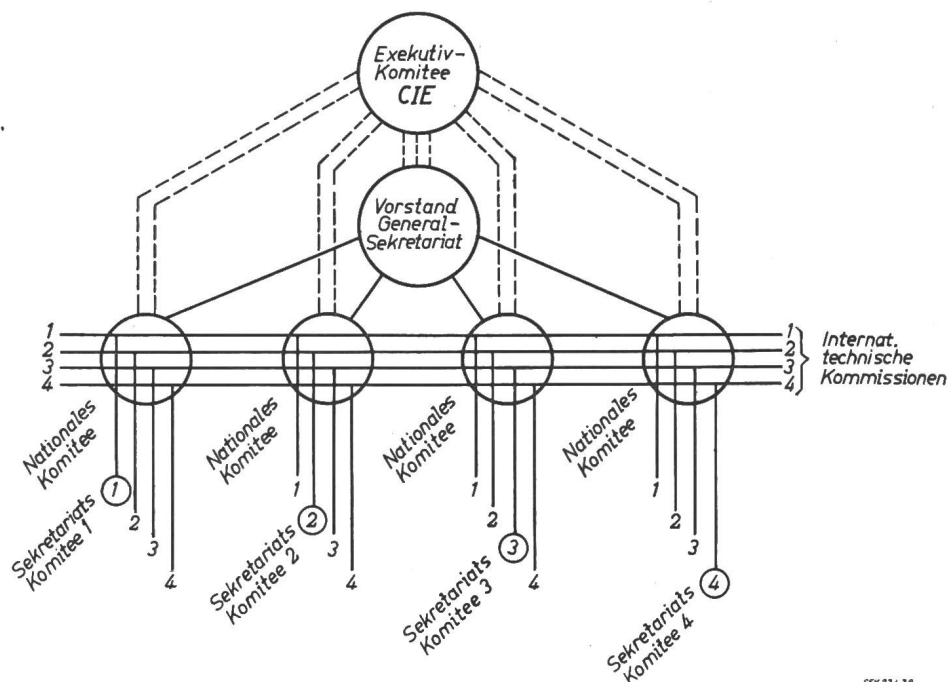 Exekutiv-
Komitee
CIE
Vorstand
General-
Sekretariat
1
2
3
4
1
2
3
4
Internat.
technische
Kommissionen
Nationales
Komitee
Nationales
Komitee
Nationales
Komitee
Nationales
Komitee
1
2
3
4
Sekretariats
Komitee 1
1
2
3
4
Sekretariats
Komitee 2
1
2
3
4
Sekretariats
Komitee 3
1
2
3
4
Sekretariats
Komitee 4